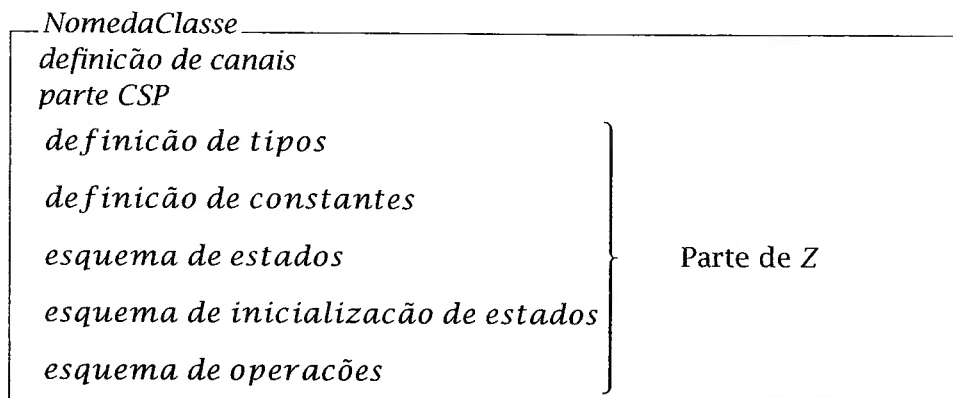 NomedaClasse
definicão de canais
parte CSP
definicão de tipos
definicão de constantes
esquema de estados
Parte de Z
esquema de inicializacão de estados
esquema de operacões